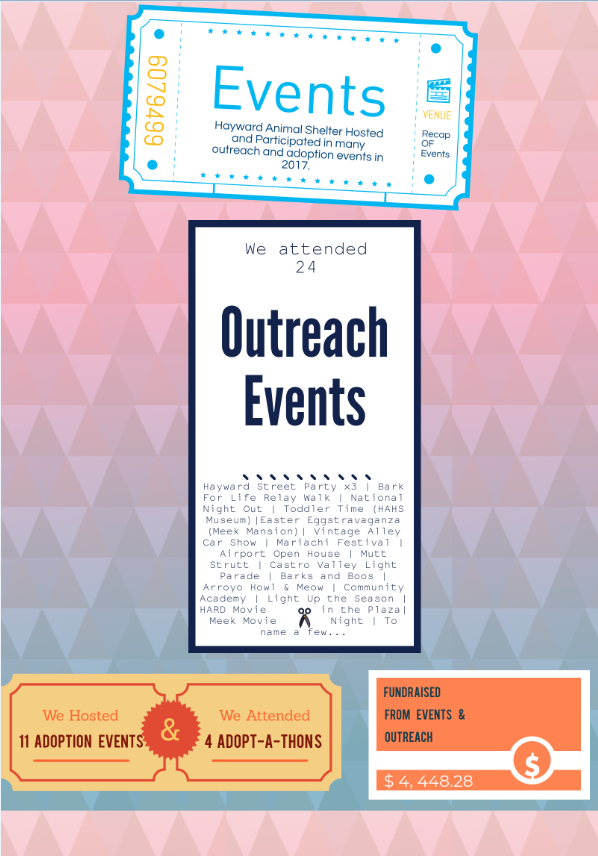 6079499
Events
Hayward Animal Shelter Hosted
and Participated in many
outreach and adoption events in
2017.
VENUE
Recap
OF
Events
We attended
24
Outreach
Events
Hayward Street Party x3 | Bark
For Life Relay Walk | National
Night Out | Toddler Time (HAHS
Museum)|Easter Eggstravaganza
(Meek Mansion)| Vintage Alley
Car Show | Mariachi Festival |
Airport Open House | Mutt
Strutt | Castro Valley Light
Parade | Barks and Boos |
Arroyo Howl & Meow | Community
Academy | Light Up the Season |
HARD Movie in the Plaza|
Meek Movie Night | To
name a few...
We Hosted
11 ADOPTION EVENTS
&
We Attended
4 ADOPT-A-THONS
FUNDRAISED
FROM EVENTS &
OUTREACH
$
$ 4, 448.28